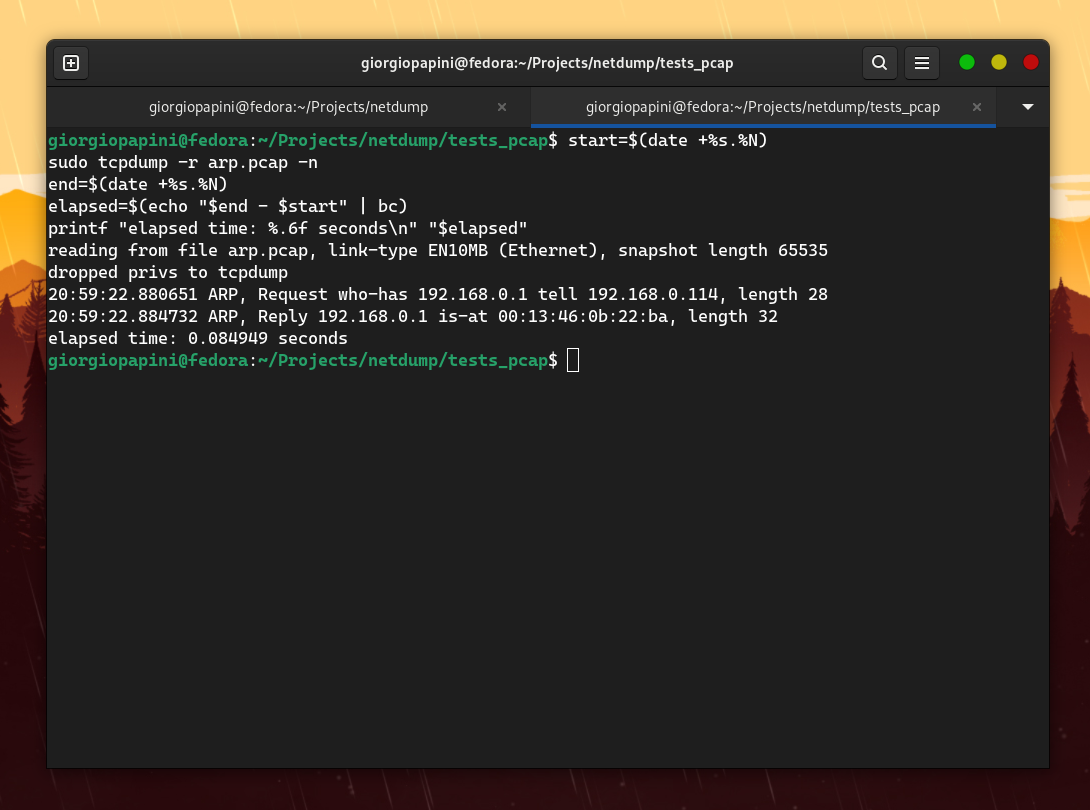 giorgiopapini@fedora:~/Projects/netdump/tests_pcap
giorgiopapini@fedora:~/Projects/netdump
giorgiopapini@fedora:~/Projects/netdump/tests_pcap
giorgiopapini@fedora:~/Projects/netdump/tests_pcap$ start=$(date +%s.%N)
sudo tcpdump -r arp.pcap -n
end=$(date +%s.%N)
elapsed=$(echo "$end - $start" | bc)
printf "elapsed time: %.6f seconds\n" "$elapsed"
reading from file arp.pcap, link-type EN10MB (Ethernet), snapshot length 65535
dropped privs to tcpdump
20:59:22.880651 ARP, Request who-has 192.168.0.1 tell 192.168.0.114, length 28
20:59:22.884732 ARP, Reply 192.168.0.1 is-at 00:13:46:0b:22:ba, length 32
elapsed time: 0.084949 seconds
giorgiopapini@fedora:~/Projects/netdump/tests_pcap$